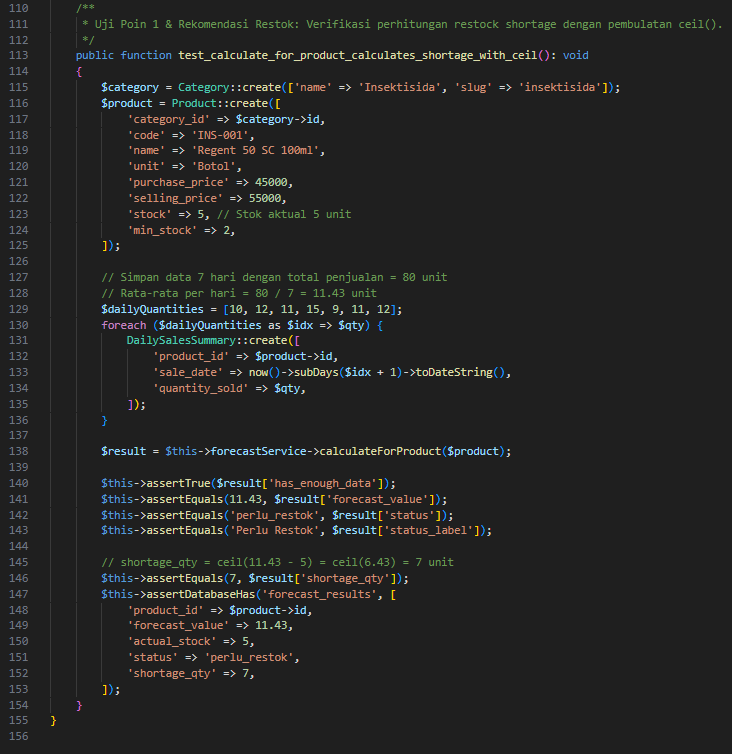 110 /**
111  * Uji Poin 1 & Rekomendasi Restok: Verifikasi perhitungan restock shortage dengan pembulatan ceil().
112  */
113 public function test_calculate_for_product_calculates_shortage_with_ceil(): void
114 {
115     $category = Category::create(['name' => 'Insektisida', 'slug' => 'insektisida']);
116     $product = Product::create([
117         'category_id' => $category->id,
118         'code' => 'INS-001',
119         'name' => 'Regent 50 SC 100ml',
120         'unit' => 'Botol',
121         'purchase_price' => 45000,
122         'selling_price' => 55000,
123         'stock' => 5, // Stok aktual 5 unit
124         'min_stock' => 2,
125     ]);
126
127     // Simpan data 7 hari dengan total penjualan = 80 unit
128     // Rata-rata per hari = 80 / 7 = 11.43 unit
129     $dailyQuantities = [10, 12, 11, 15, 9, 11, 12];
130     foreach ($dailyQuantities as $idx => $qty) {
131         DailySalesSummary::create([
132             'product_id' => $product->id,
133             'sale_date' => now()->subDays($idx + 1)->toDateString(),
134             'quantity_sold' => $qty,
135         ]);
136     }
137
138     $result = $this->forecastService->calculateForProduct($product);
139
140     $this->assertTrue($result['has_enough_data']);
141     $this->assertEquals(11.43, $result['forecast_value']);
142     $this->assertEquals('perlu_restok', $result['status']);
143     $this->assertEquals('Perlu Restok', $result['status_label']);
144
145     // shortage_qty = ceil(11.43 - 5) = ceil(6.43) = 7 unit
146     $this->assertEquals(7, $result['shortage_qty']);
147     $this->assertDatabaseHas('forecast_results', [
148         'product_id' => $product->id,
149         'forecast_value' => 11.43,
150         'actual_stock' => 5,
151         'status' => 'perlu_restok',
152         'shortage_qty' => 7,
153     ]);
154 }
155 }
156